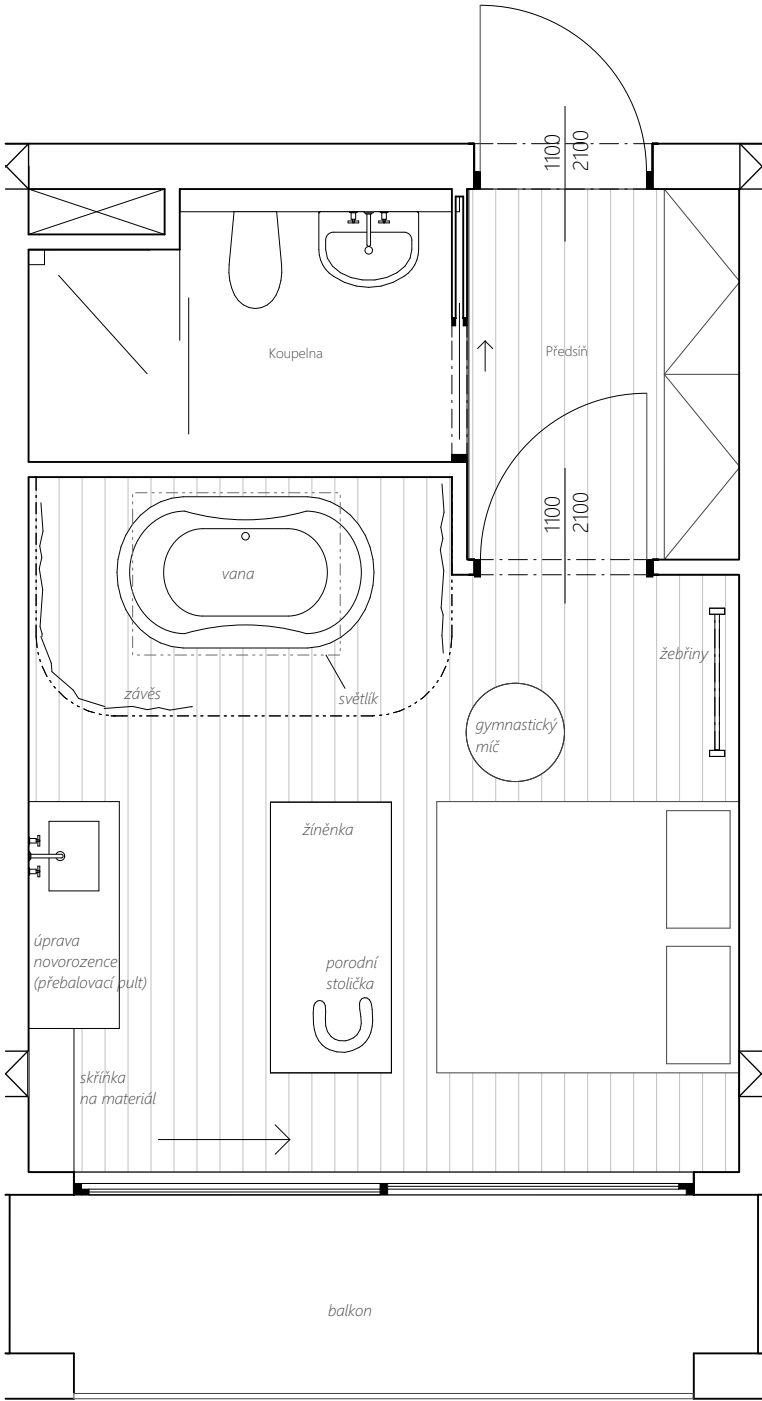 1100
2100
Koupelna
Předsíň
1100
2100
vana
žebřiny
závěs
světlík
gymnastický
míč
žíněnka
úprava
novorozence
(přebalovací pult)
porodní
stolička
skříňka
na materiál
balkon